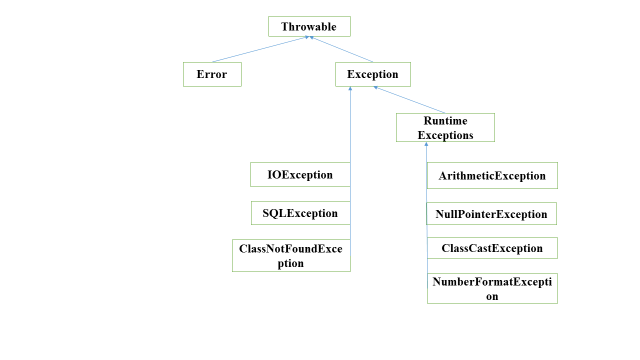 Throwable
Error
Exception
Runtime
Exceptions
IOException
ArithmeticException
SQLException
NullPointerException
ClassNotFoundExce
ption
ClassCastException
NumberFormatExcepti
on